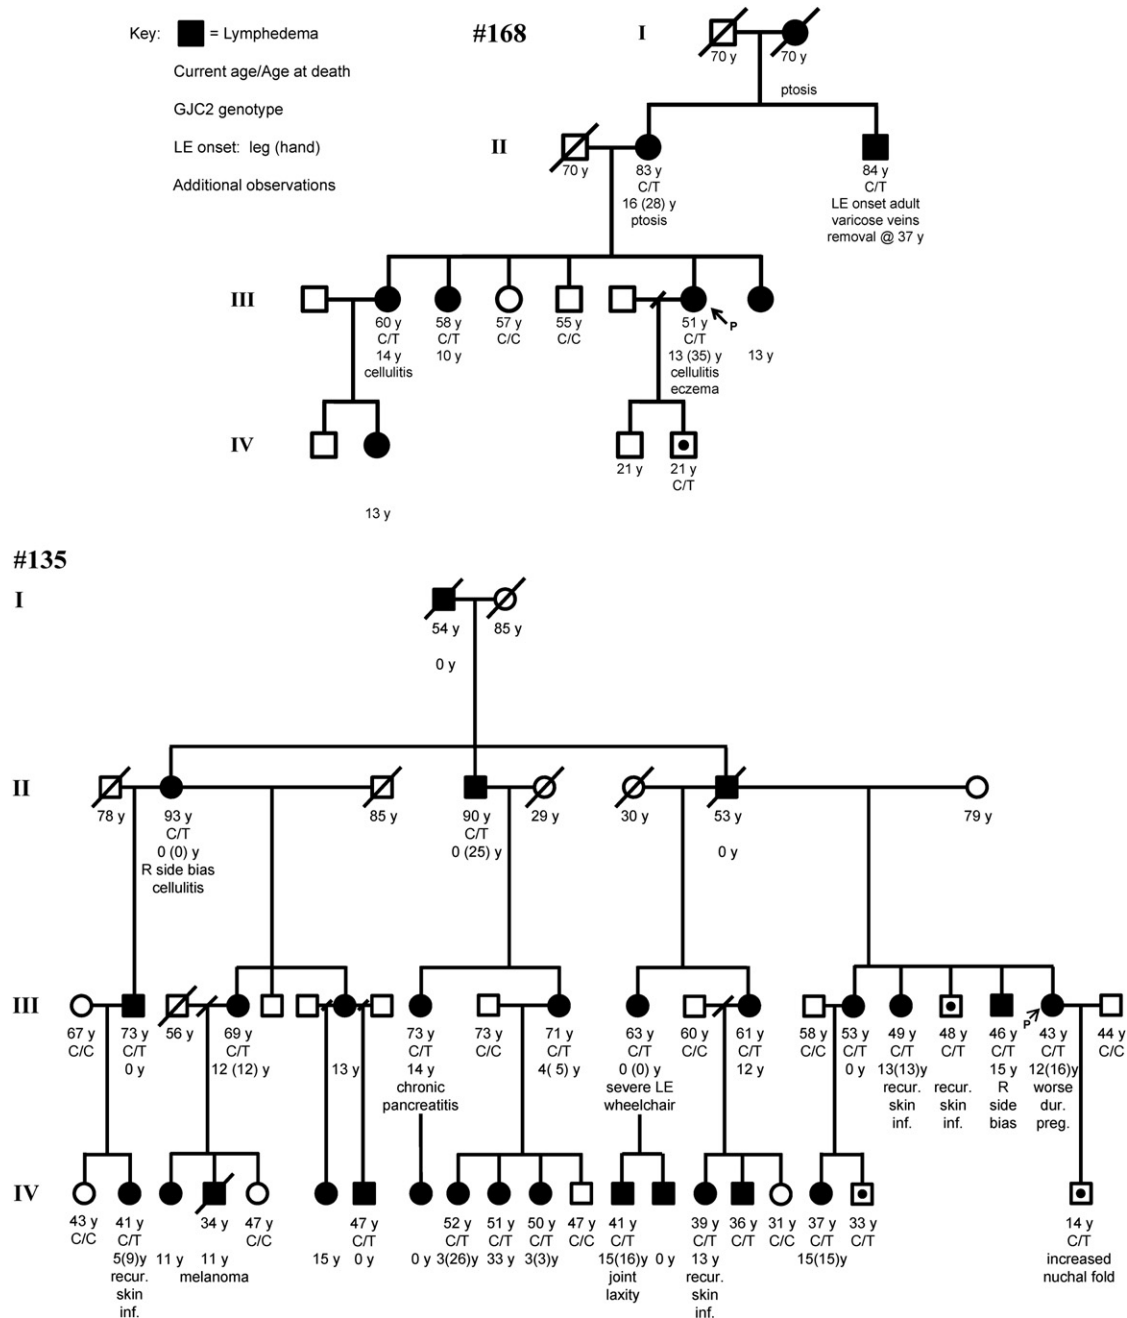 Key: = Lymphedema
Current age/Age at death
GJC2 genotype
LE onset: leg (hand)
Additional observations
#168
I
70 y 70 y
ptosis
II
70 y 83 y 84 y
C/T C/T
16 (28) y LE onset adult
ptosis varicose veins
removal @ 37 y
III
60 y 58 y 57 y 55 y 51 y P
C/T C/T C/C C/C C/T
14 y 10 y 13 (35) y 13 y
cellulitis cellulitis
eczema
IV
21 y 21 y
C/T
13 y
#135
I
54 y 85 y
0 y
II
78 y 93 y 85 y 90 y 29 y 30 y 53 y 79 y
C/T C/T
0 (0) y 0 (25) y 0 y
R side bias
cellulitis
III
P
67 y 73 y 56 y 69 y 73 y 73 y 71 y 63 y 60 y 61 y 58 y 53 y 49 y 48 y 46 y 43 y 44 y
C/C C/T C/T C/T C/C C/T C/T C/C C/T C/C C/T C/T C/T C/T C/T C/C
0 y 12 (12) y 13 y 14 y 4( 5) y 0 (0) y 12 y 0 y 13(13)y 15 y 12(16)y
chronic severe LE recur. recur. R worse
pancreatitis wheelchair skin skin side dur.
inf. inf. bias preg.
IV
43 y 41 y 34 y 47 y 47 y 52 y 51 y 50 y 47 y 41 y 39 y 36 y 31 y 37 y 33 y 14 y
C/C C/T C/C C/T C/T C/T C/T C/C C/T C/T C/T C/C C/T C/T C/T
5(9)y 11 y 11 y 15 y 0 y 0 y 3(26)y 33 y 3(3)y 15(16)y 0 y 13 y 15(15)y increased
recur. melanoma joint recur. nuchal fold
skin laxity skin
inf. inf.